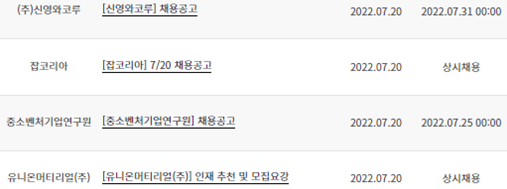 (주)신영와코루 [신영와코루] 채용공고 2022.07.20 2022.07.31 00:00
잡코리아 [잡코리아] 7/20 채용공고 2022.07.20 상시채용
중소벤처기업연구원 [중소벤처기업연구원] 채용공고 2022.07.20 2022.07.25 00:00
유니온머티리얼(주) [유니온머티리얼(주)] 인재 추천 및 모집요강 2022.07.20 상시채용